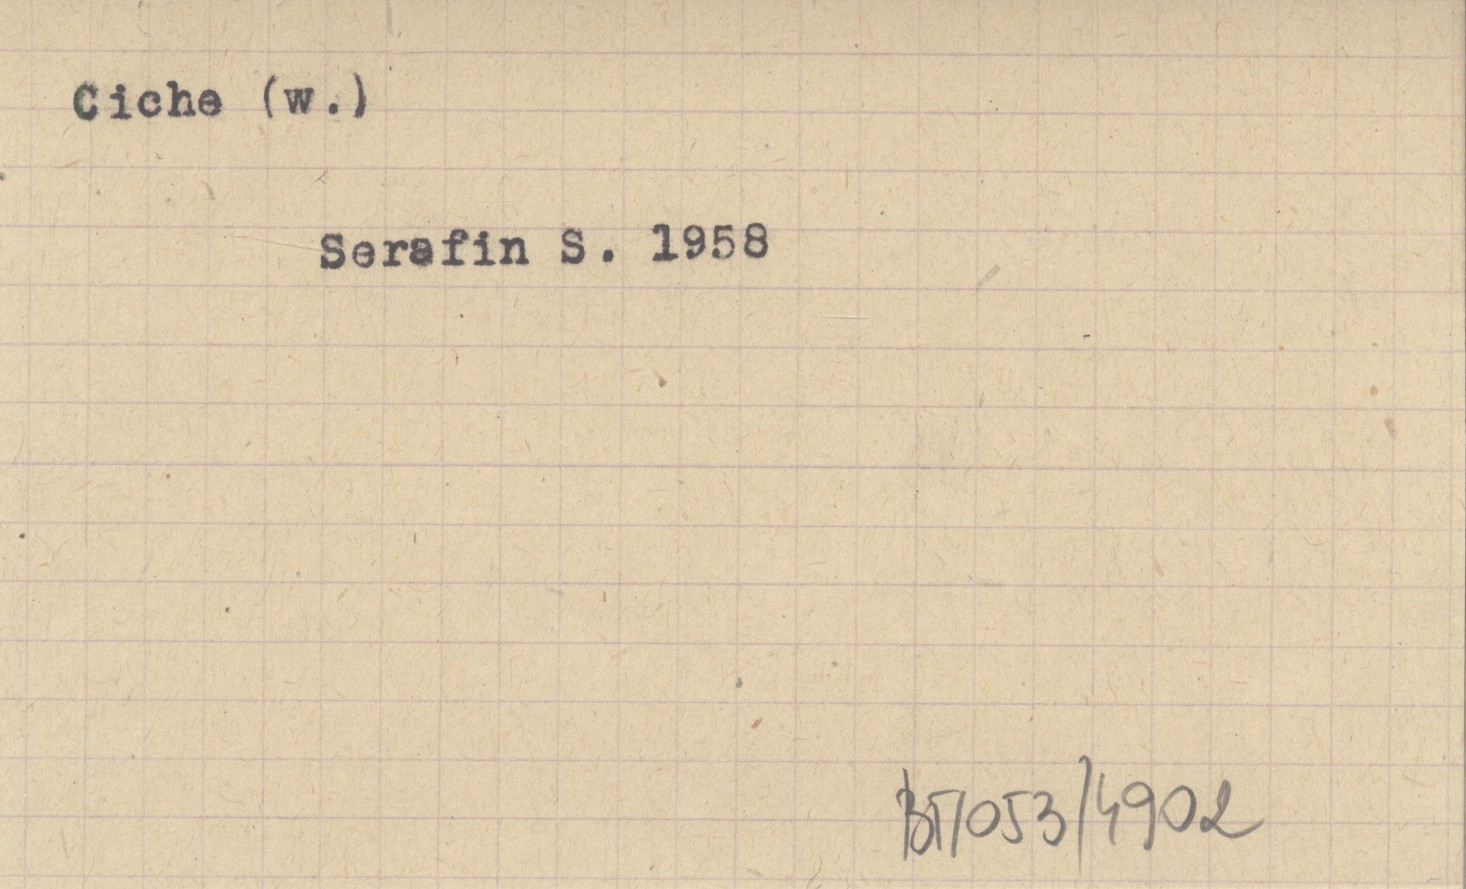 Ciche (w.)
Serafin S. 1958
BT/053/4902